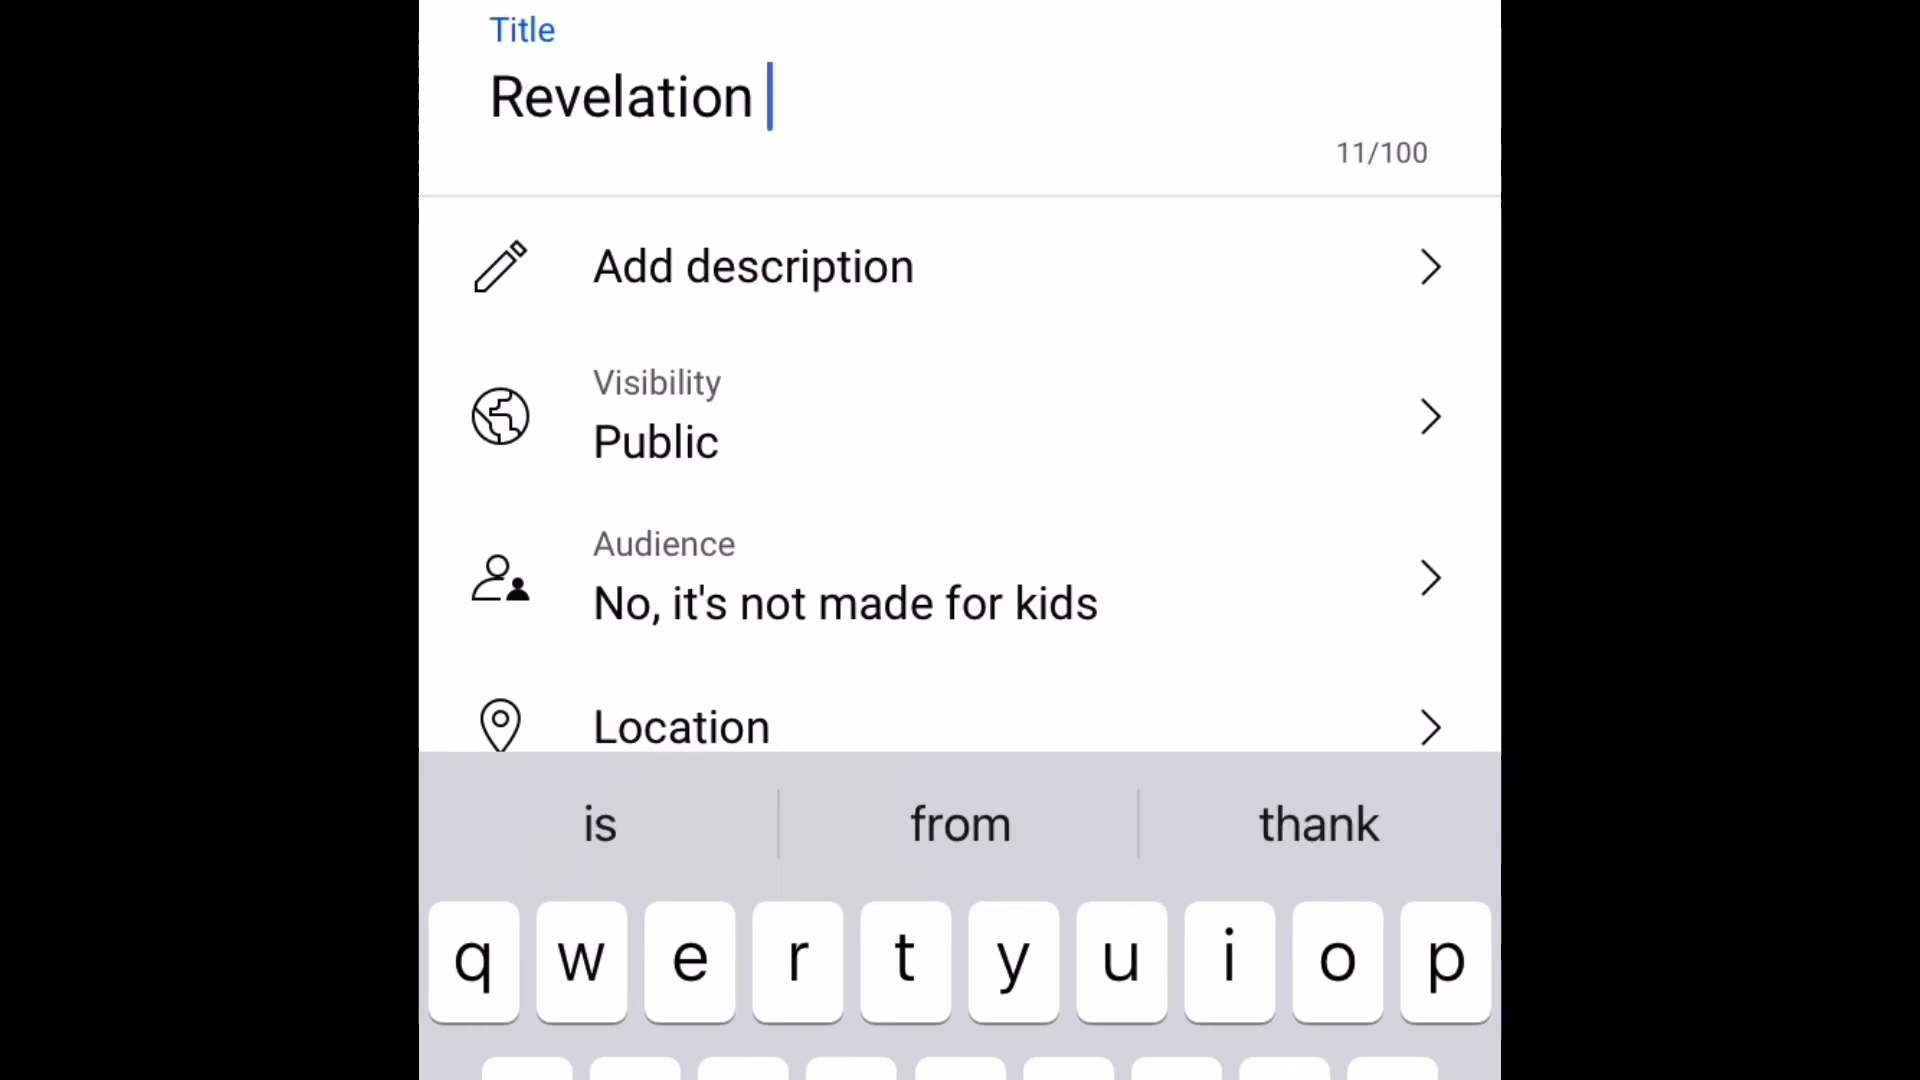 Title
Revelation
11/100
Add description
Visibility
Public
Audience
No, it's not made for kids
Location
is from thank
q w e r t y u i o p